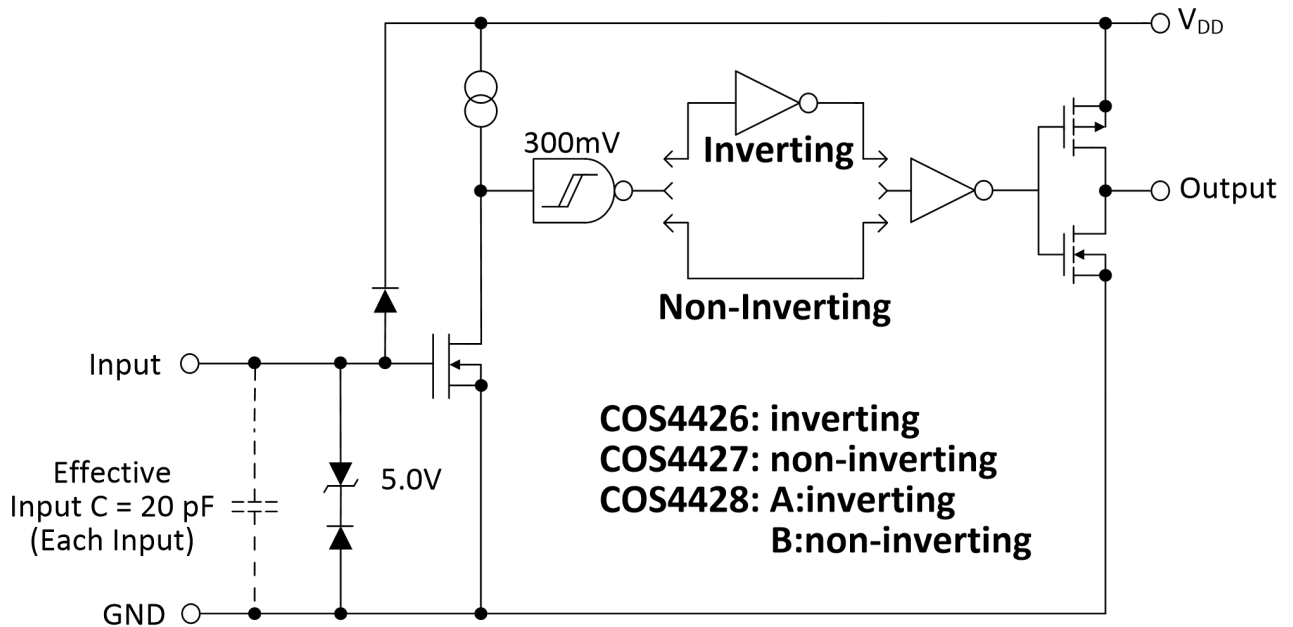 V_DD
300mV
Inverting
Output
Non-Inverting
Input
COS4426: inverting
COS4427: non-inverting
COS4428: A:inverting
B:non-inverting
Effective
Input C = 20 pF
(Each Input)
5.0V
GND